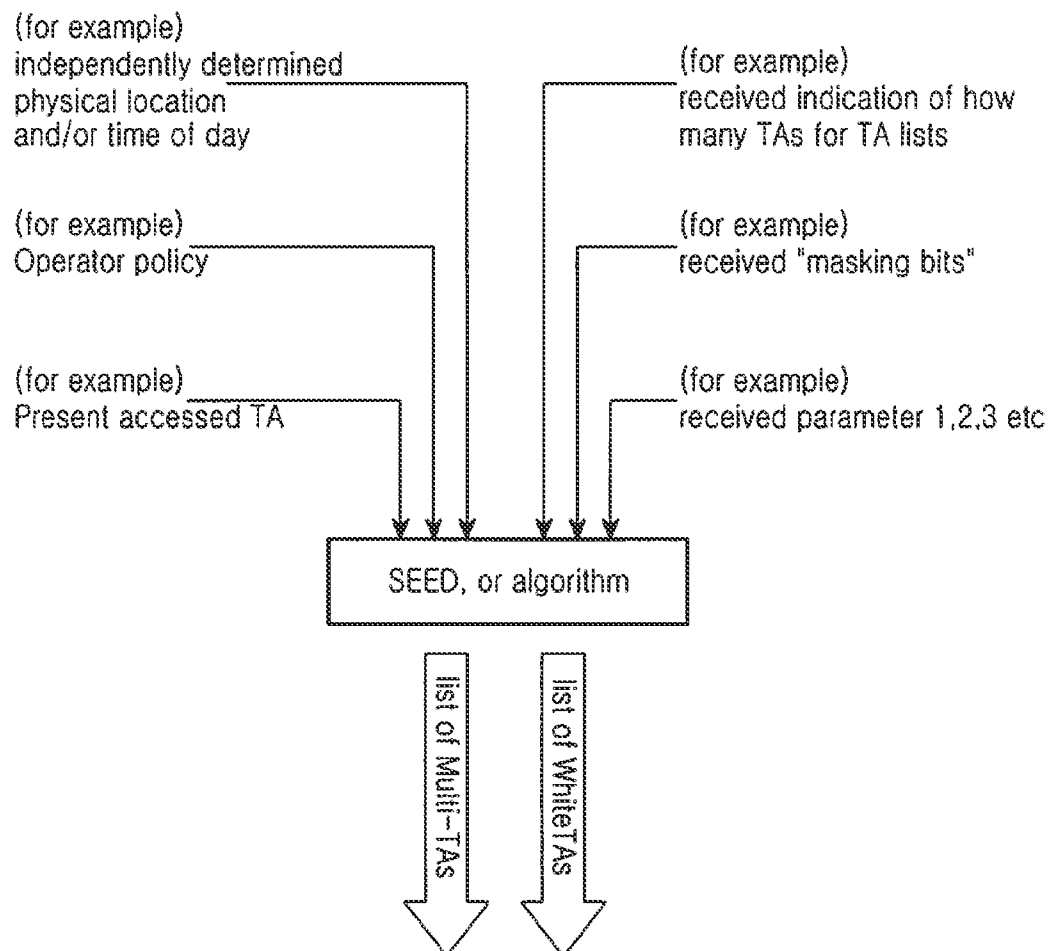 (for example)
independently determined
physical location
and/or time of day
(for example)
received indication of how
many TAs for TA lists
(for example)
Operator policy
(for example)
received "masking bits"
(for example)
Present accessed TA
(for example)
received parameter 1,2,3 etc
SEED, or algorithm
list of Multi-TAs
list of WhiteTAs